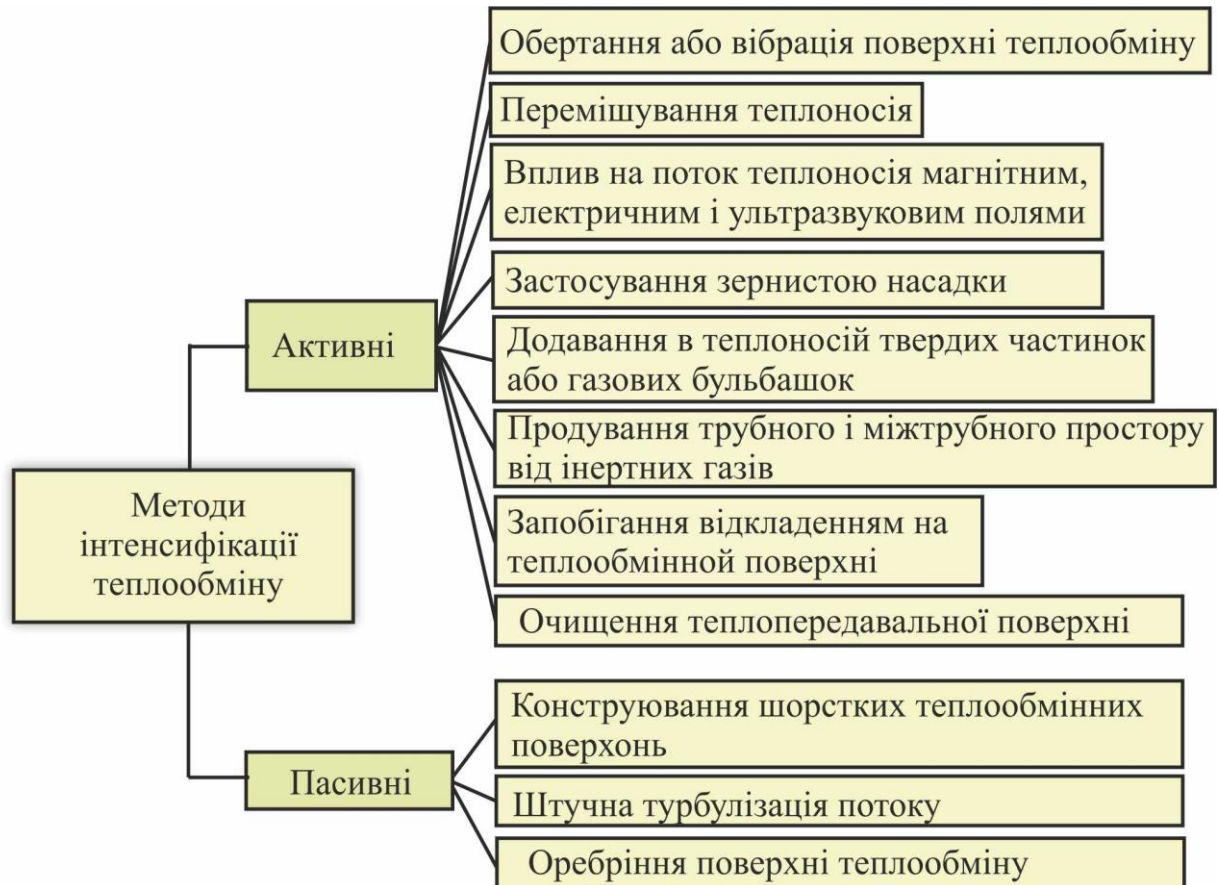 Обертання або вібрація поверхні теплообміну
Перемішування теплоносія
Вплив на поток теплоносія магнітним,
електричним і ультразвуковим полями
Застосування зернистою насадки
Активні
Додавання в теплоносій твердих частинок
або газових бульбашок
Продування трубного і міжтрубного простору
від інертних газів
Методи
інтенсифікації
теплообміну
Запобігання відкладенням на
теплообмінной поверхні
Очищення теплопередавальної поверхні
Конструювання шорстких теплообмінних
поверхонь
Пасивні
Штучна турбулізація потоку
Оребріння поверхні теплообміну